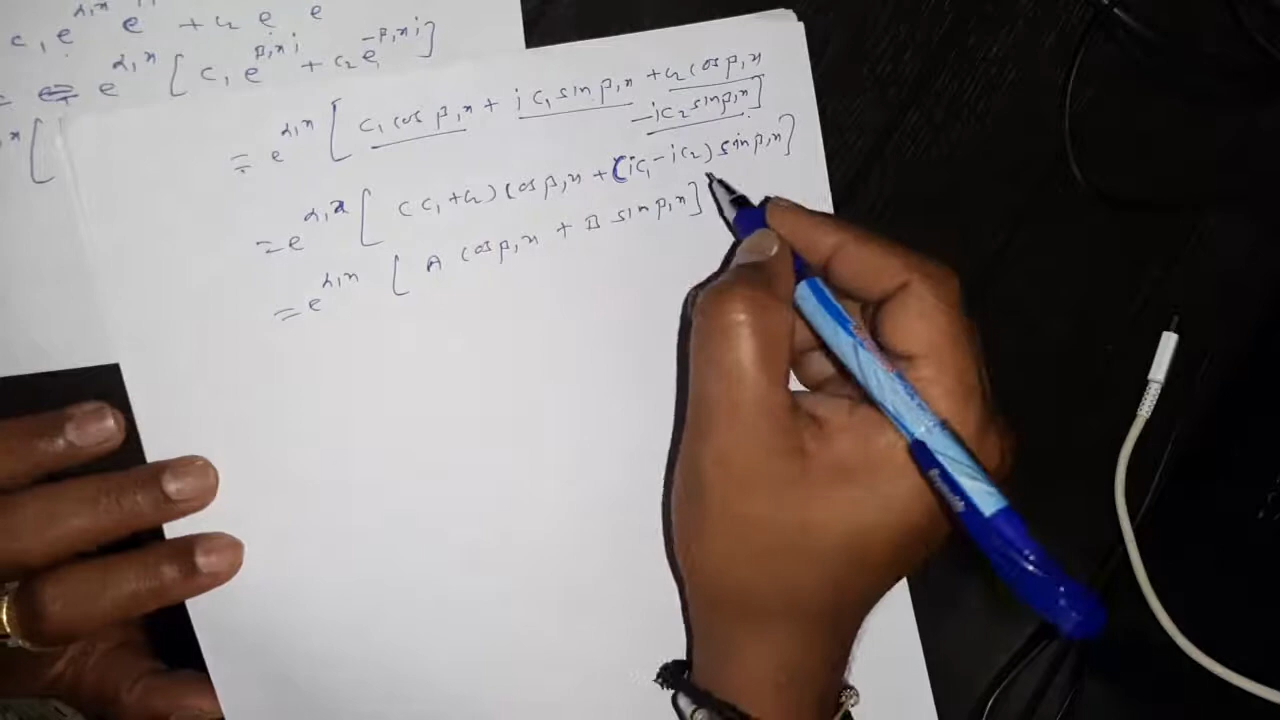 c₁ e^{α₁x} e + c₂ e e
= e^{α₁x} [ c₁ e^{β₁xi} + c₂ e^{-β₁xi} ]
= e^{α₁x} [ c₁ cos β₁x + i c₁ sin β₁x + c₂ cos β₁x
- i c₂ sin β₁x ]
= e^{α₁x} [ (c₁ + c₂) cos β₁x + (ic₁ - ic₂) sin β₁x ]
= e^{α₁x} [ A cos β₁x + B sin β₁x ]